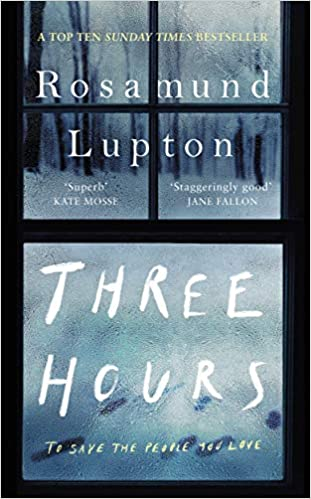 A TOP TEN SUNDAY TIMES BESTSELLER
Rosamund
Lupton
'Superb'
KATE MOSSE
'Staggeringly good'
JANE FALLON
THREE
HOURS
TO SAVE THE PEOPLE YOU LOVE